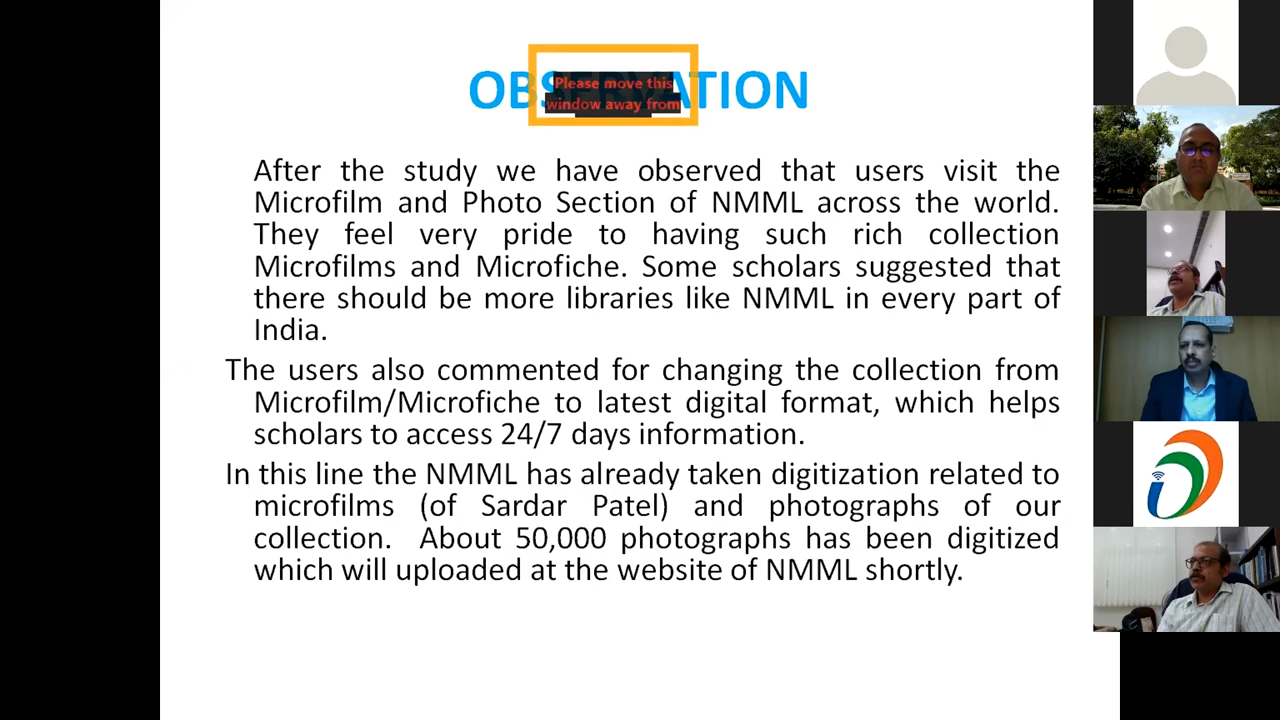 OBSERVATION
Please move this
window away from
After the study we have observed that users visit the
Microfilm and Photo Section of NMML across the world.
They feel very pride to having such rich collection
Microfilms and Microfiche. Some scholars suggested that
there should be more libraries like NMML in every part of
India.
The users also commented for changing the collection from
Microfilm/Microfiche to latest digital format, which helps
scholars to access 24/7 days information.
In this line the NMML has already taken digitization related to
microfilms (of Sardar Patel) and photographs of our
collection. About 50,000 photographs has been digitized
which will uploaded at the website of NMML shortly.